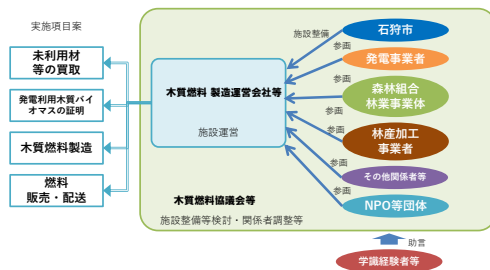 実施項目案
未利用材
等の買取
発電利用木質バイ
オマスの証明
木質燃料製造
燃料
販売・配送
木質燃料 製造運営会社等
施設運営
木質燃料協議会等
施設整備等検討・関係者調整等
施設整備
石狩市
参画
発電事業者
参画
森林組合
林業事業体
参画
林産加工
事業者
参画
その他関係者等
参画
NPO等団体
参画
助言
学識経験者等